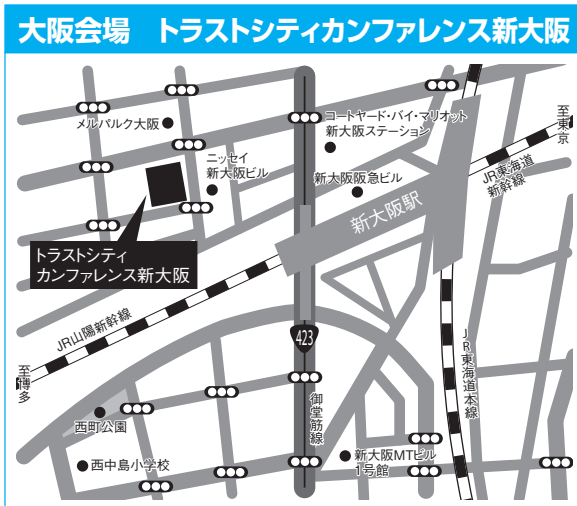 大阪会場　トラストシティカンファレンス新大阪
メルパルク大阪
コートヤード・バイ・マリオット
新大阪ステーション
至東京
ニッセイ
新大阪ビル
新大阪阪急ビル
JR東海道
新幹線
新大阪駅
トラストシティ
カンファレンス新大阪
JR山陽新幹線
423
JR東海道本線
至博多
御堂筋線
西町公園
西中島小学校
新大阪MTビル
1号館